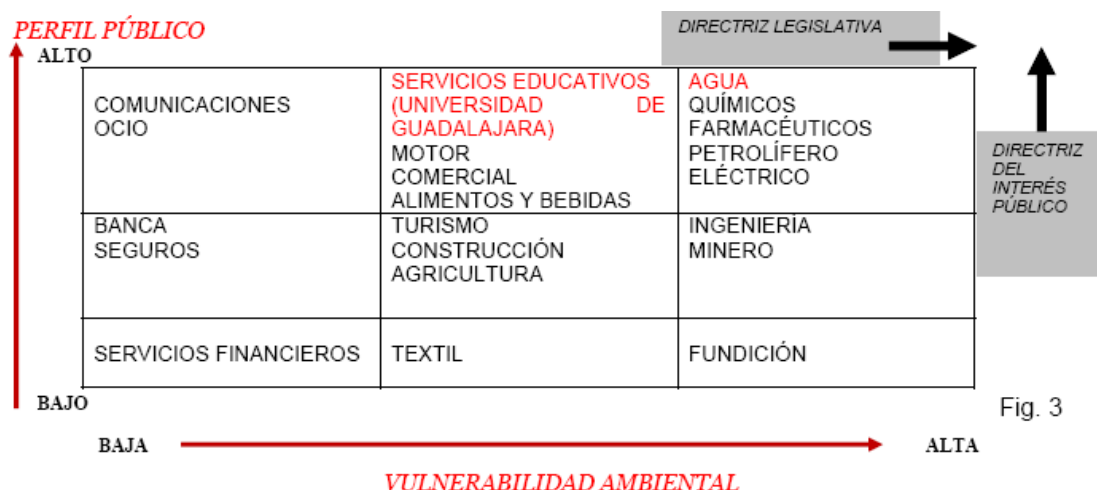 PERFIL PÚBLICO
DIRECTRIZ LEGISLATIVA
ALTO
COMUNICACIONES
OCIO
SERVICIOS EDUCATIVOS
(UNIVERSIDAD DE
GUADALAJARA)
MOTOR
COMERCIAL
ALIMENTOS Y BEBIDAS
AGUA
QUÍMICOS
FARMACÉUTICOS
PETROLÍFERO
ELÉCTRICO
DIRECTRIZ
DEL
INTERÉS
PÚBLICO
BANCA
SEGUROS
TURISMO
CONSTRUCCIÓN
AGRICULTURA
INGENIERÍA
MINERO
SERVICIOS FINANCIEROS
TEXTIL
FUNDICIÓN
BAJO
Fig. 3
BAJA
ALTA
VULNERABILIDAD AMBIENTAL